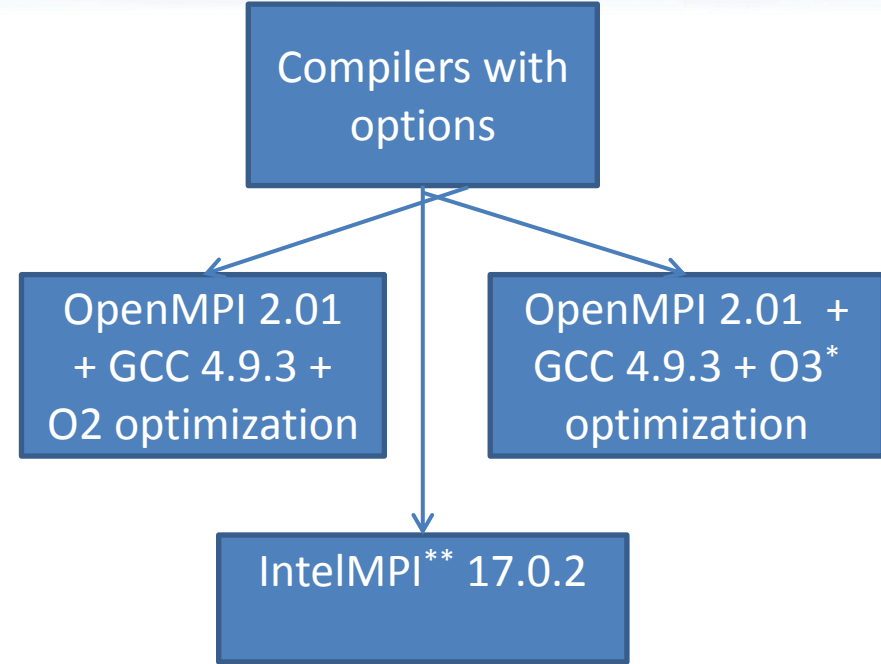 Compilers with
options
OpenMPI 2.01
+ GCC 4.9.3 +
O2 optimization
OpenMPI 2.01 +
GCC 4.9.3 + O3*
optimization
IntelMPI** 17.0.2